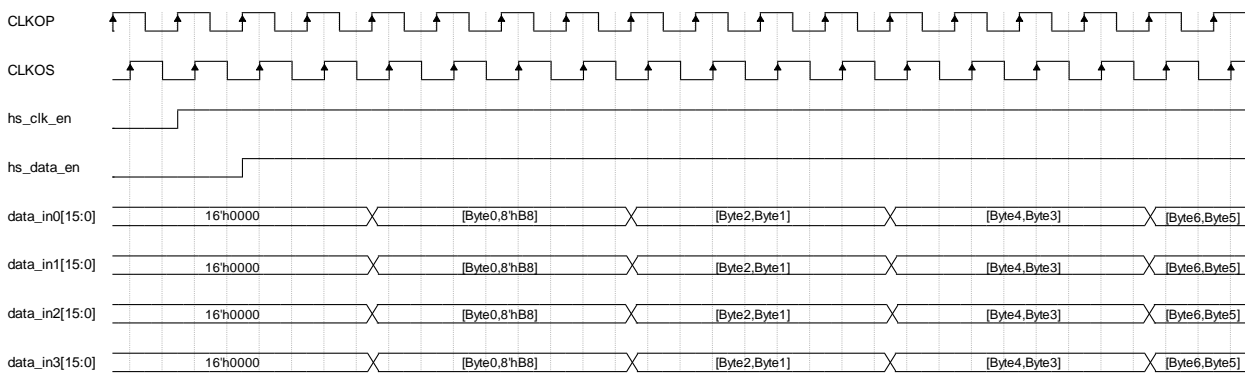 CLKOP
CLKOS
hs_clk_en
hs_data_en
data_in0[15:0] 16'h0000 [Byte0,8'hB8] [Byte2,Byte1] [Byte4,Byte3] [Byte6,Byte5]
data_in1[15:0] 16'h0000 [Byte0,8'hB8] [Byte2,Byte1] [Byte4,Byte3] [Byte6,Byte5]
data_in2[15:0] 16'h0000 [Byte0,8'hB8] [Byte2,Byte1] [Byte4,Byte3] [Byte6,Byte5]
data_in3[15:0] 16'h0000 [Byte0,8'hB8] [Byte2,Byte1] [Byte4,Byte3] [Byte6,Byte5]